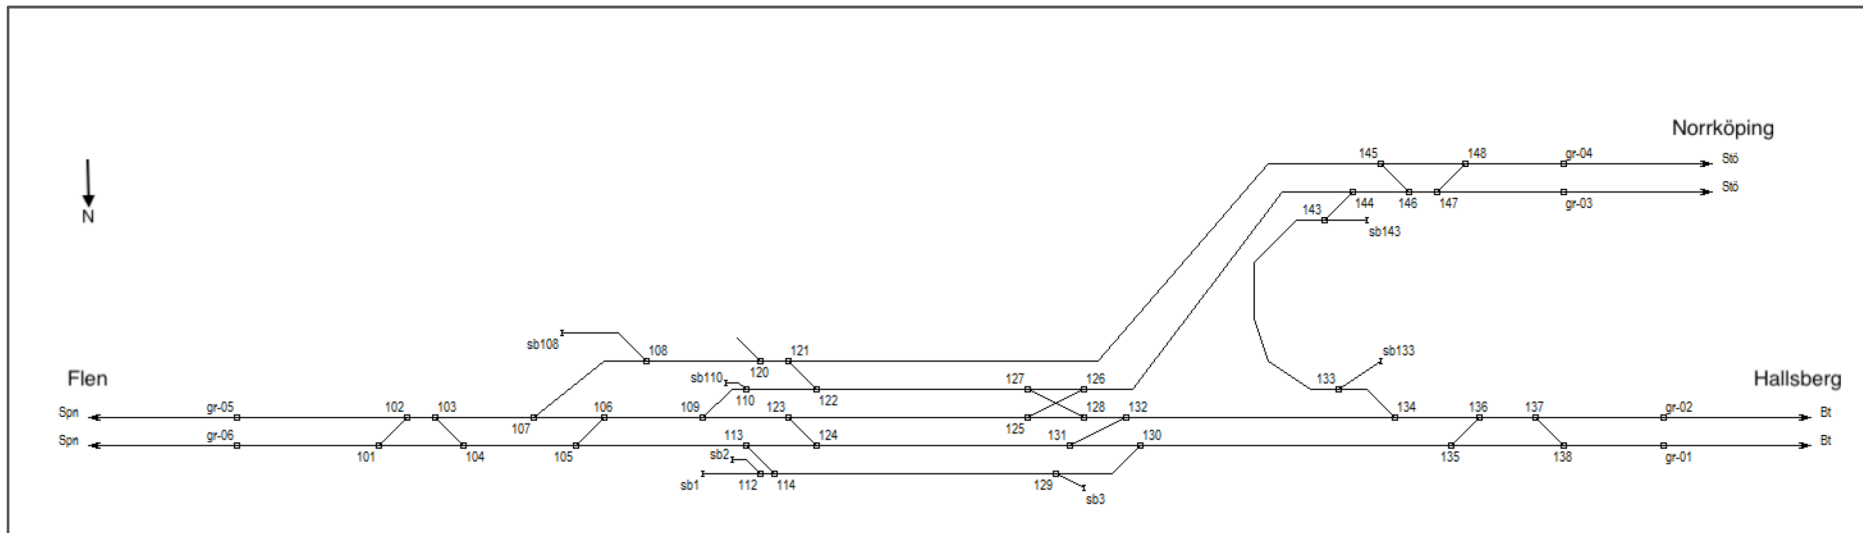 Norrköping
145
148
gr-04
Stö
Stö
N
144
146
147
gr-03
143
sb143
sb108
108
120
121
sb133
Flen
sb110
110
122
127
126
133
Hallsberg
Spn
gr-05
102
103
107
106
109
123
125
128
132
134
136
137
gr-02
Bt
Spn
gr-06
101
104
105
113
124
131
130
135
138
gr-01
Bt
sb2
sb1
112
114
129
sb3